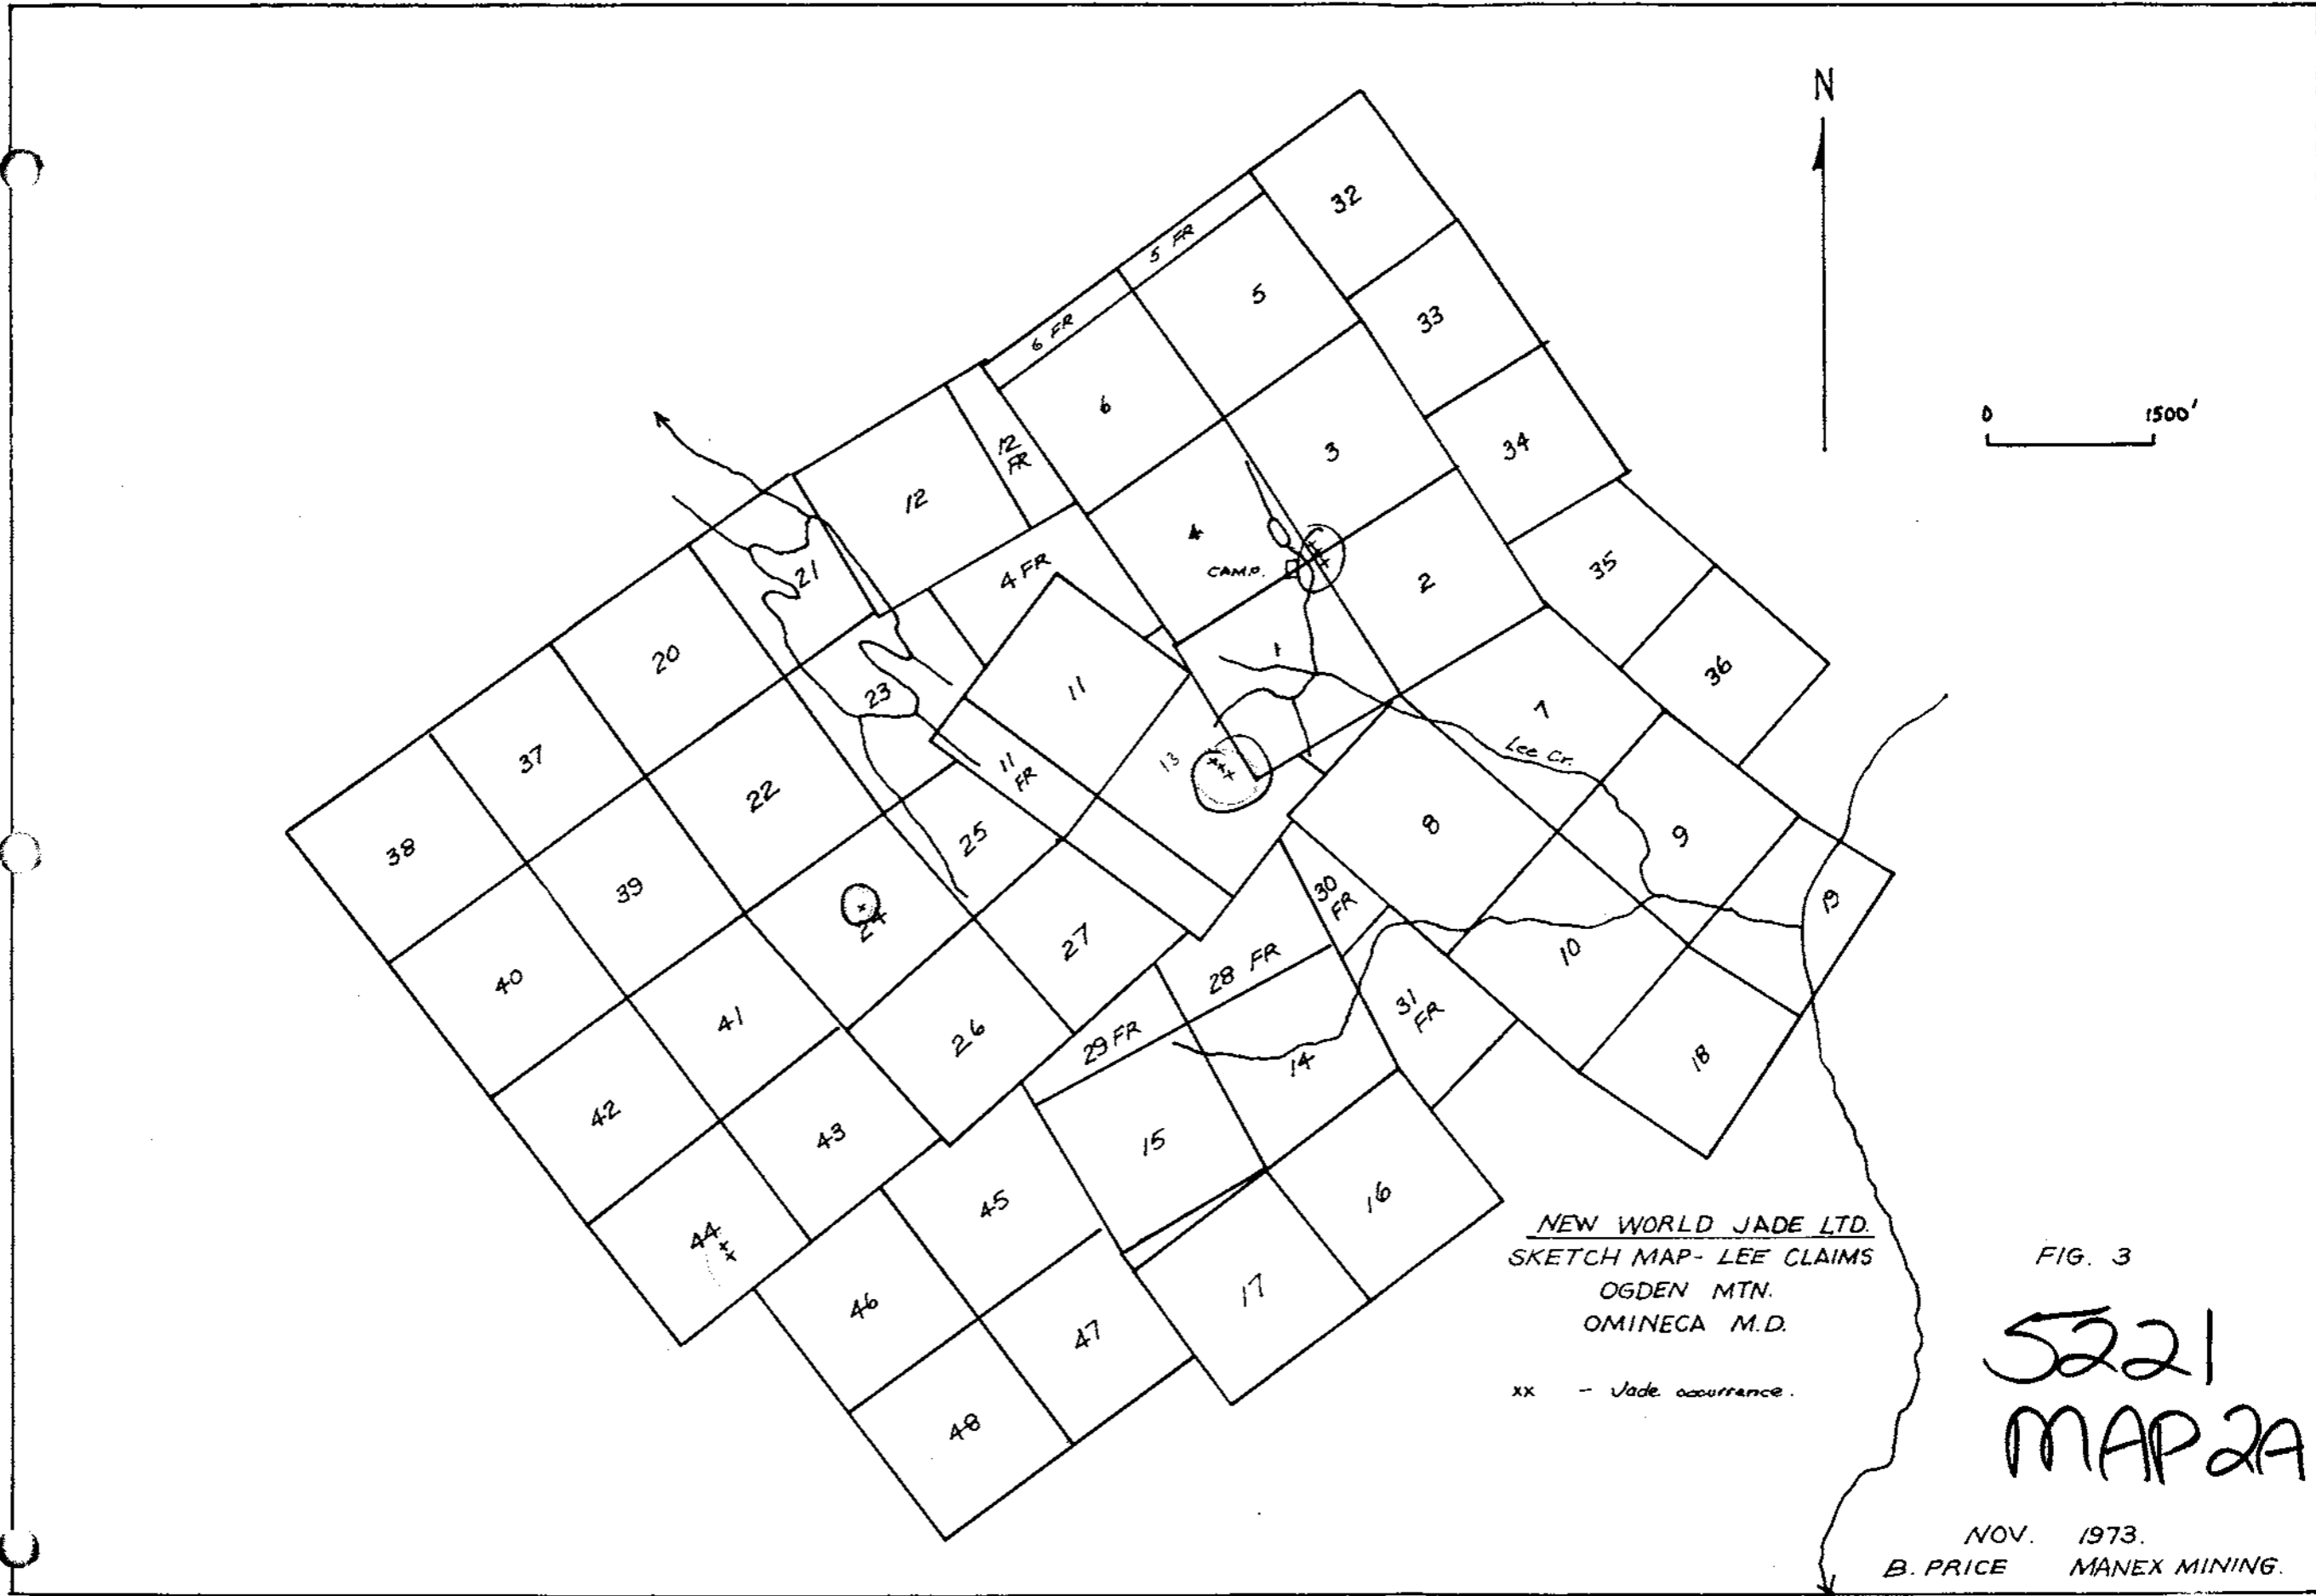 N
32
5 FR
5
33
6 FR
6
0 1500'
12 FR
3
34
12
4
4 FR
CAMP.
35
21
2
20
1
36
23
11
7
37
Lee Cr.
13
11 FR
22
38
8
9
25
39
30 FR
19
24
27
10
28 FR
40
31 FR
41
26
29 FR
14
18
42
43
15
16
45
44
NEW WORLD JADE LTD.
SKETCH MAP- LEE CLAIMS
OGDEN MTN.
OMINECA M.D.
FIG. 3
17
46
47
xx - Jade occurrence.
48
5221
MAP 2A
NOV. 1973.
B. PRICE MANEX MINING.